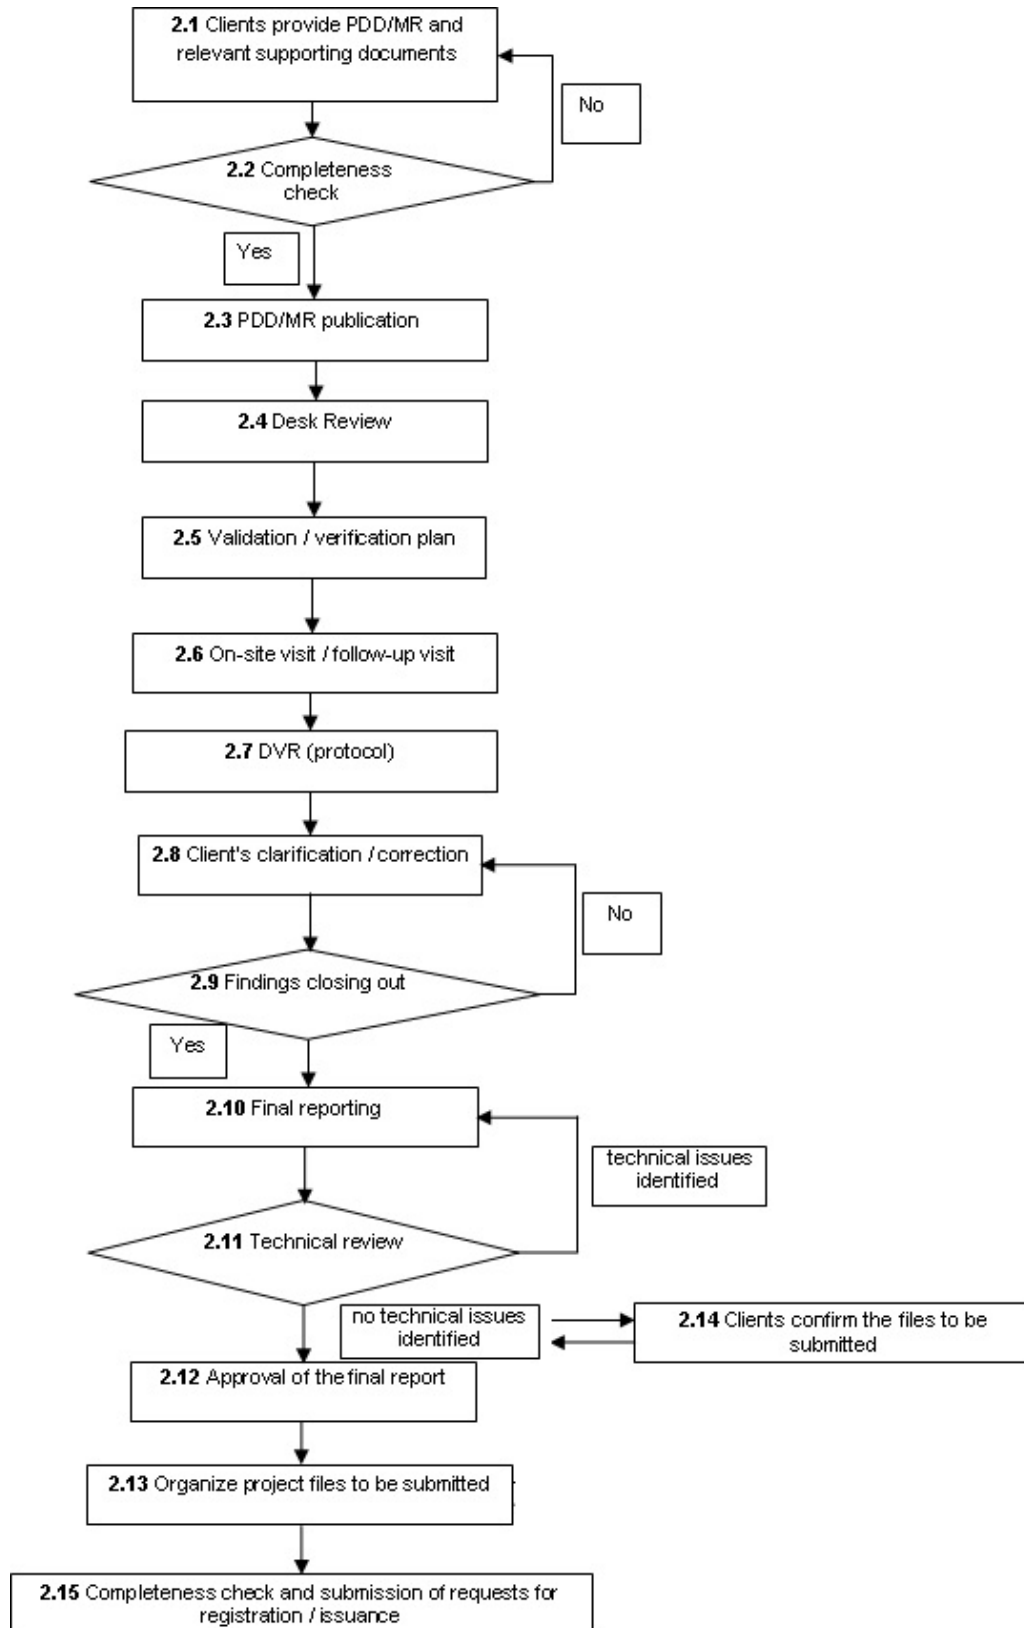 2.1 Clients provide PDD/MR and
relevant supporting documents
No
2.2 Completeness
check
Yes
2.3 PDD/MR publication
2.4 Desk Review
2.5 Validation / verification plan
2.6 On-site visit / follow-up visit
2.7 DVR (protocol)
2.8 Client's clarification / correction
No
2.9 Findings closing out
Yes
2.10 Final reporting
technical issues
identified
2.11 Technical review
no technical issues
identified
2.14 Clients confirm the files to be
submitted
2.12 Approval of the final report
2.13 Organize project files to be submitted
2.15 Completeness check and submission of requests for
registration / issuance